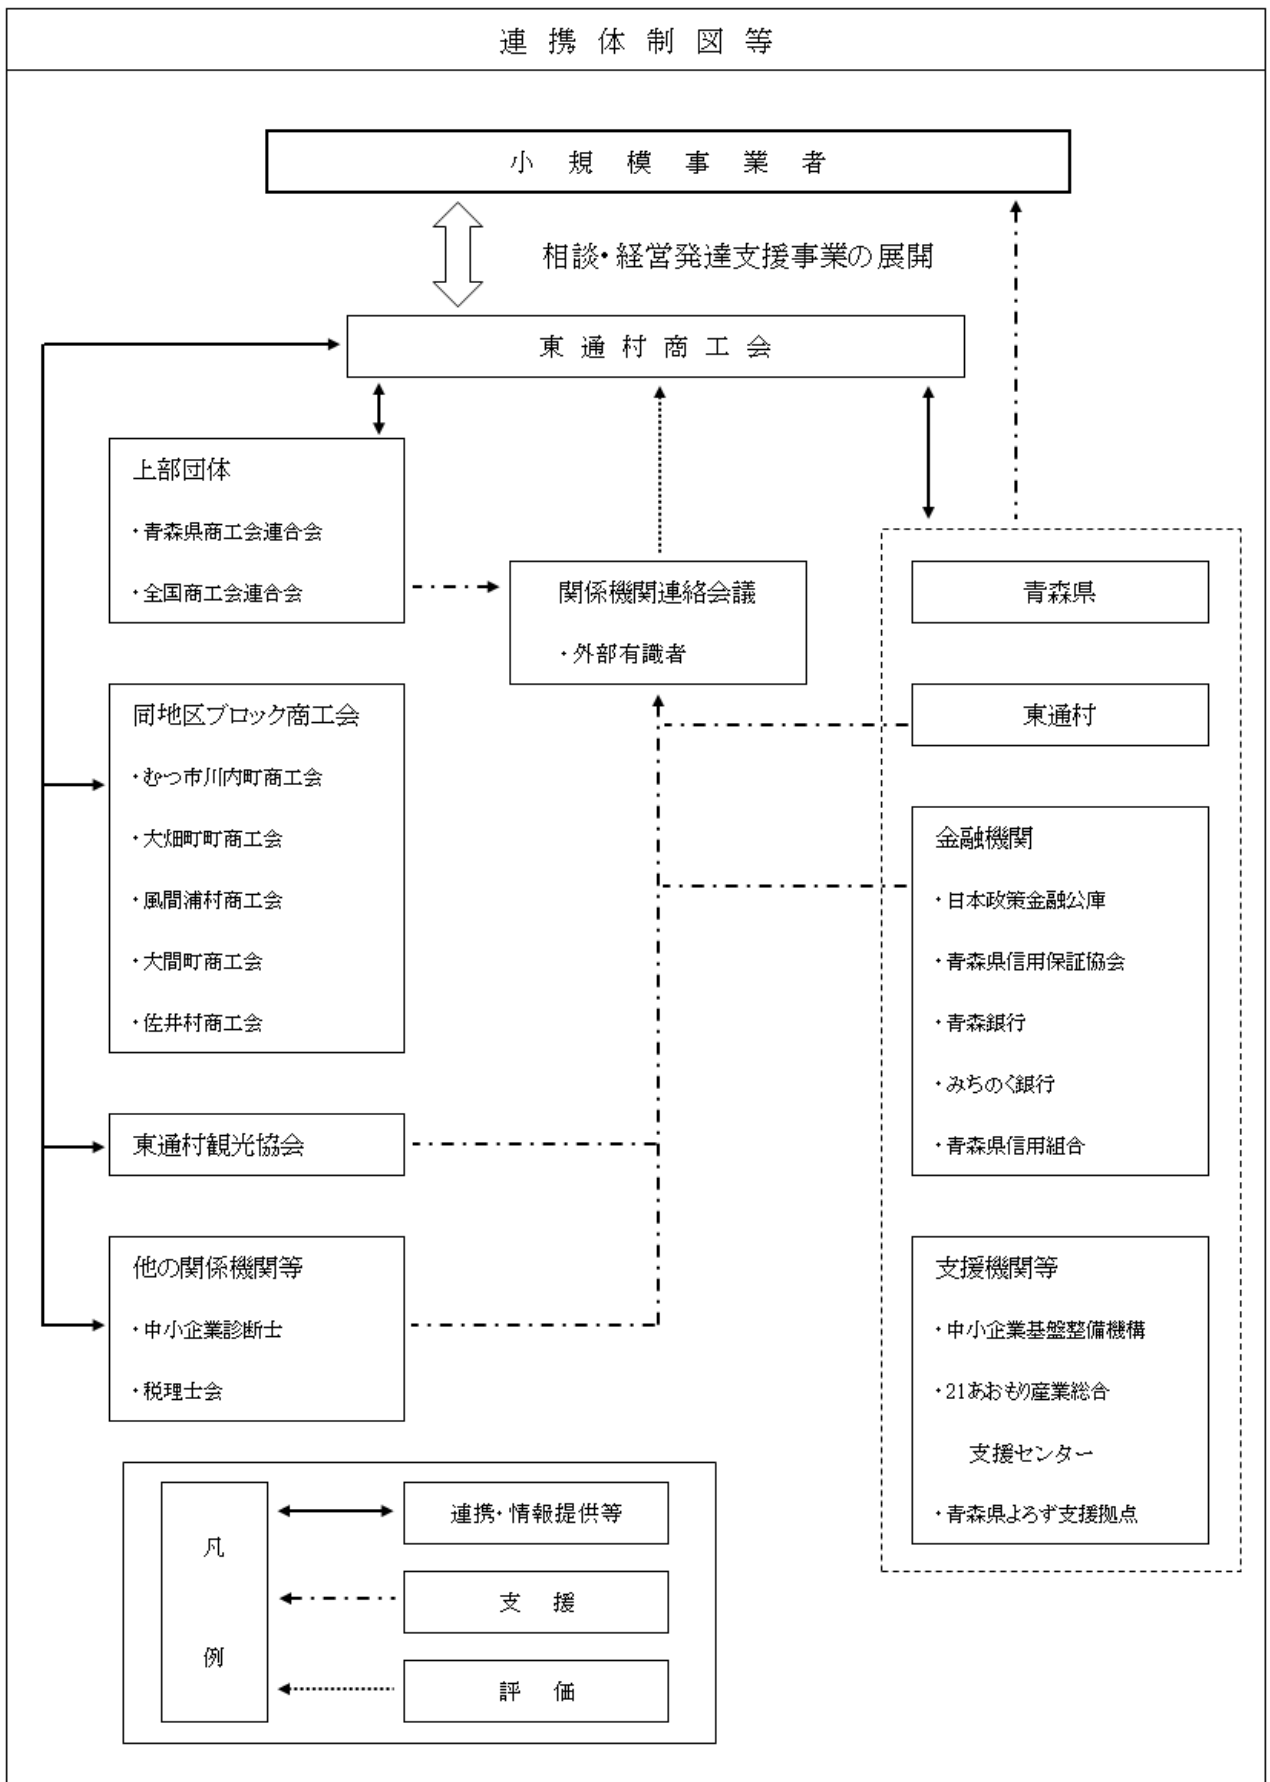 連携体制図等
小規模事業者
相談・経営発達支援事業の展開
東通村商工会
上部団体
・青森県商工会連合会
・全国商工会連合会
関係機関連絡会議
・外部有識者
青森県
東通村
同地区ブロック商工会
・むつ市川内町商工会
・大畑町町商工会
・風間浦村商工会
・大間町商工会
・佐井村商工会
金融機関
・日本政策金融公庫
・青森県信用保証協会
・青森銀行
・みちのく銀行
・青森県信用組合
東通村観光協会
他の関係機関等
・中小企業診断士
・税理士会
支援機関等
・中小企業基盤整備機構
・21あおもり産業総合
支援センター
・青森県よろず支援拠点
凡例
連携・情報提供等
支援
評価